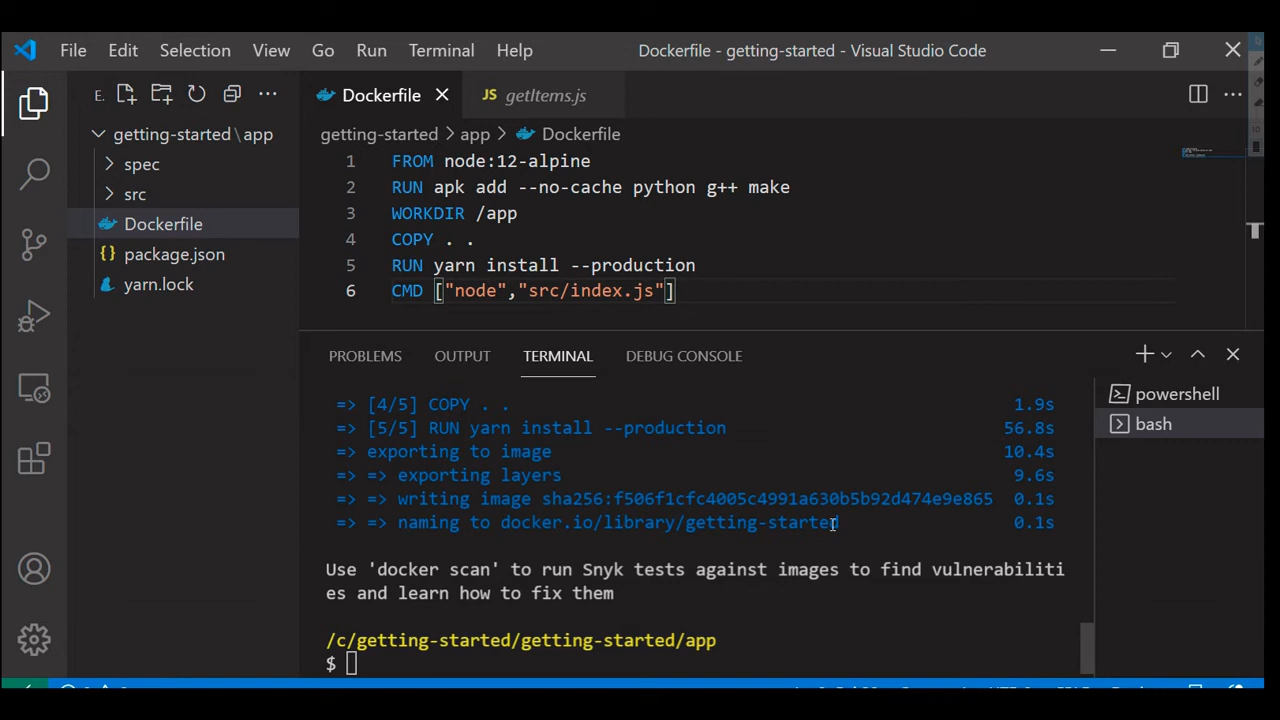 File Edit Selection View Go Run Terminal Help Dockerfile - getting-started - Visual Studio Code
E.
getting-started\app
spec
src
Dockerfile
package.json
yarn.lock
Dockerfile
JS getItems.js
getting-started > app > Dockerfile
1 FROM node:12-alpine
2 RUN apk add --no-cache python g++ make
3 WORKDIR /app
4 COPY . .
5 RUN yarn install --production
6 CMD ["node","src/index.js"]
PROBLEMS OUTPUT TERMINAL DEBUG CONSOLE
powershell
bash
=> [4/5] COPY . . 1.9s
=> [5/5] RUN yarn install --production 56.8s
=> exporting to image 10.4s
=> => exporting layers 9.6s
=> => writing image sha256:f506f1cfc4005c4991a630b5b92d474e9e865 0.1s
=> => naming to docker.io/library/getting-started 0.1s
Use 'docker scan' to run Snyk tests against images to find vulnerabiliti
es and learn how to fix them
/c/getting-started/getting-started/app
$